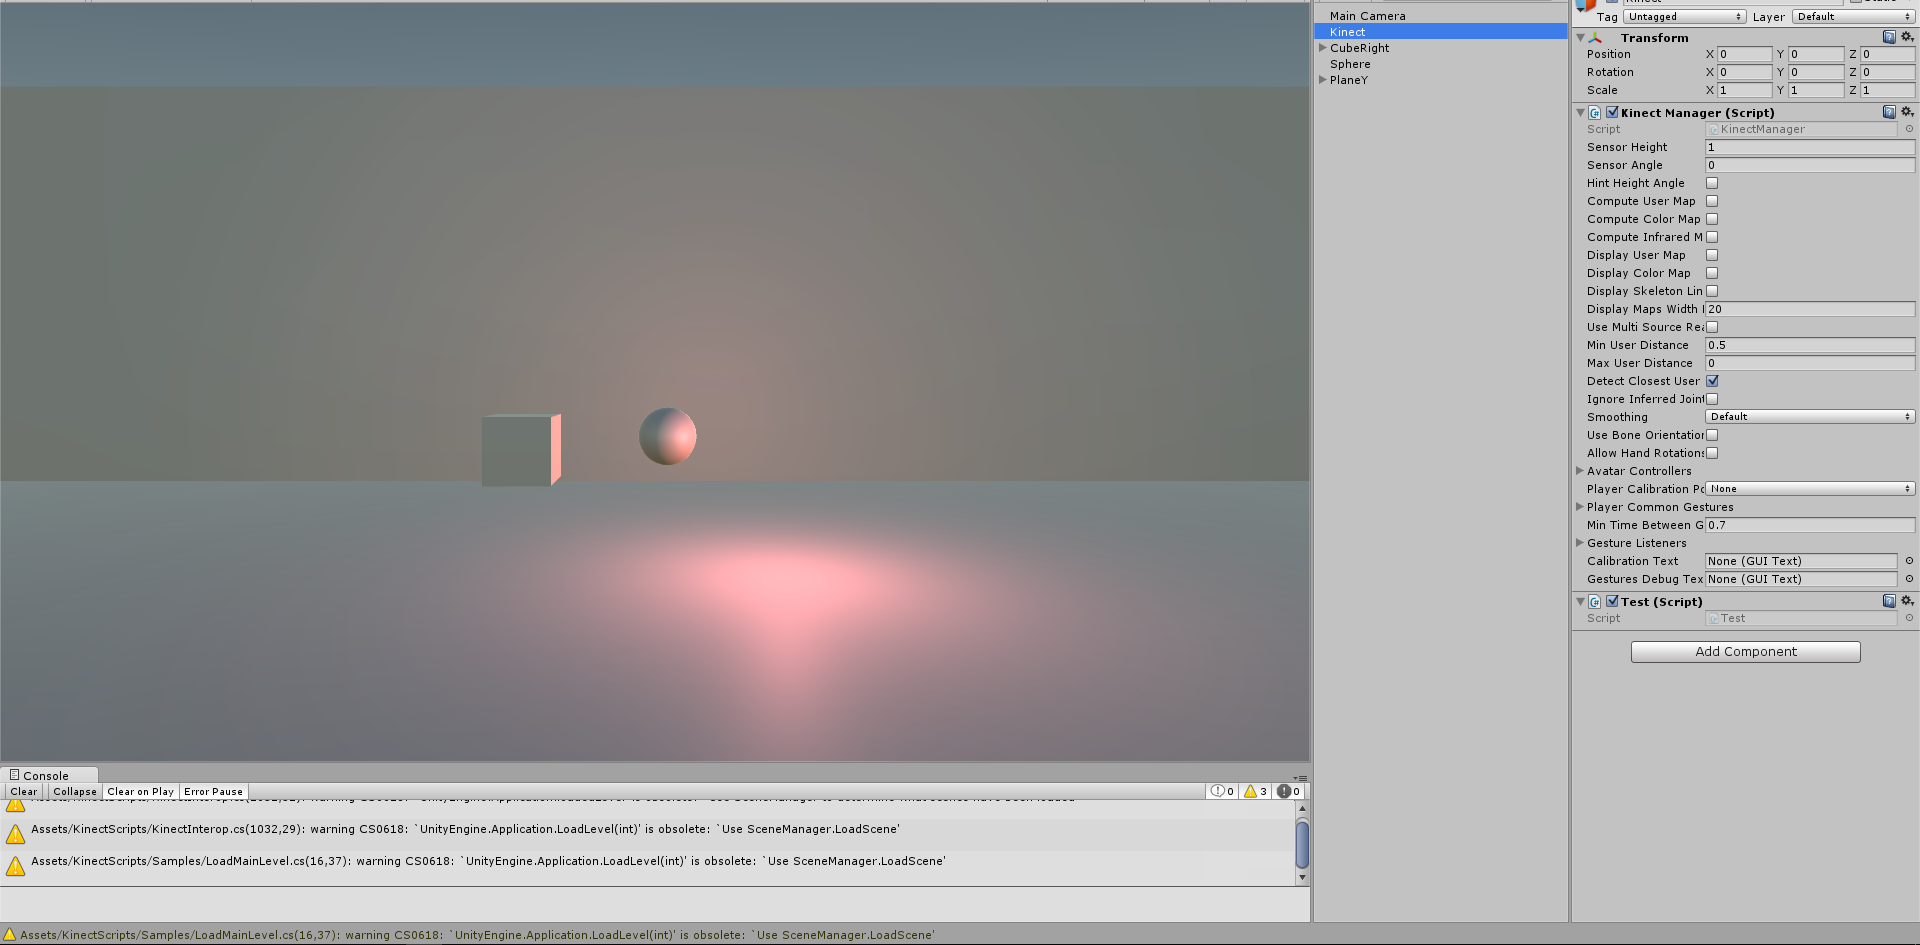 Main Camera
Kinect
CubeRight
Sphere
PlaneY
Kinect
Tag Untagged Layer Default
Transform
Position X 0 Y 0 Z 0
Rotation X 0 Y 0 Z 0
Scale X 1 Y 1 Z 1
Kinect Manager (Script)
Script KinectManager
Sensor Height 1
Sensor Angle 0
Hint Height Angle
Compute User Map
Compute Color Map
Compute Infrared M
Display User Map
Display Color Map
Display Skeleton Lin
Display Maps Width 20
Use Multi Source Rea
Min User Distance 0.5
Max User Distance 0
Detect Closest User
Ignore Inferred Joint
Smoothing Default
Use Bone Orientation
Allow Hand Rotations
Avatar Controllers
Player Calibration Po None
Player Common Gestures
Min Time Between G 0.7
Gesture Listeners
Calibration Text None (GUI Text)
Gestures Debug Tex None (GUI Text)
Test (Script)
Script Test
Add Component
Console
Clear Collapse Clear on Play Error Pause 0 3 0
Assets/KinectScripts/KinectInterop.cs(1032,29): warning CS0618: `UnityEngine.Application.LoadLevel(int)' is obsolete: `Use SceneManager.LoadScene'
Assets/KinectScripts/Samples/LoadMainLevel.cs(16,37): warning CS0618: `UnityEngine.Application.LoadLevel(int)' is obsolete: `Use SceneManager.LoadScene'
Assets/KinectScripts/Samples/LoadMainLevel.cs(16,37): warning CS0618: `UnityEngine.Application.LoadLevel(int)' is obsolete: `Use SceneManager.LoadScene'